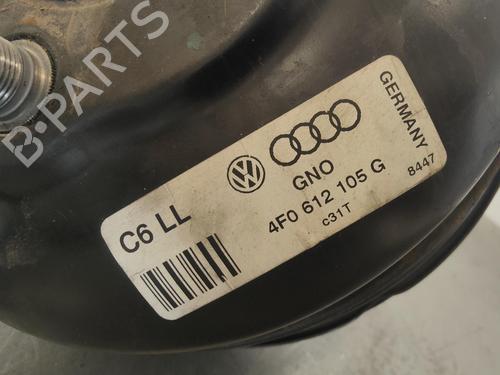 B-PARTS
GERMANY
8447
GNO
4F0 612 105 G
c31T
C6 LL